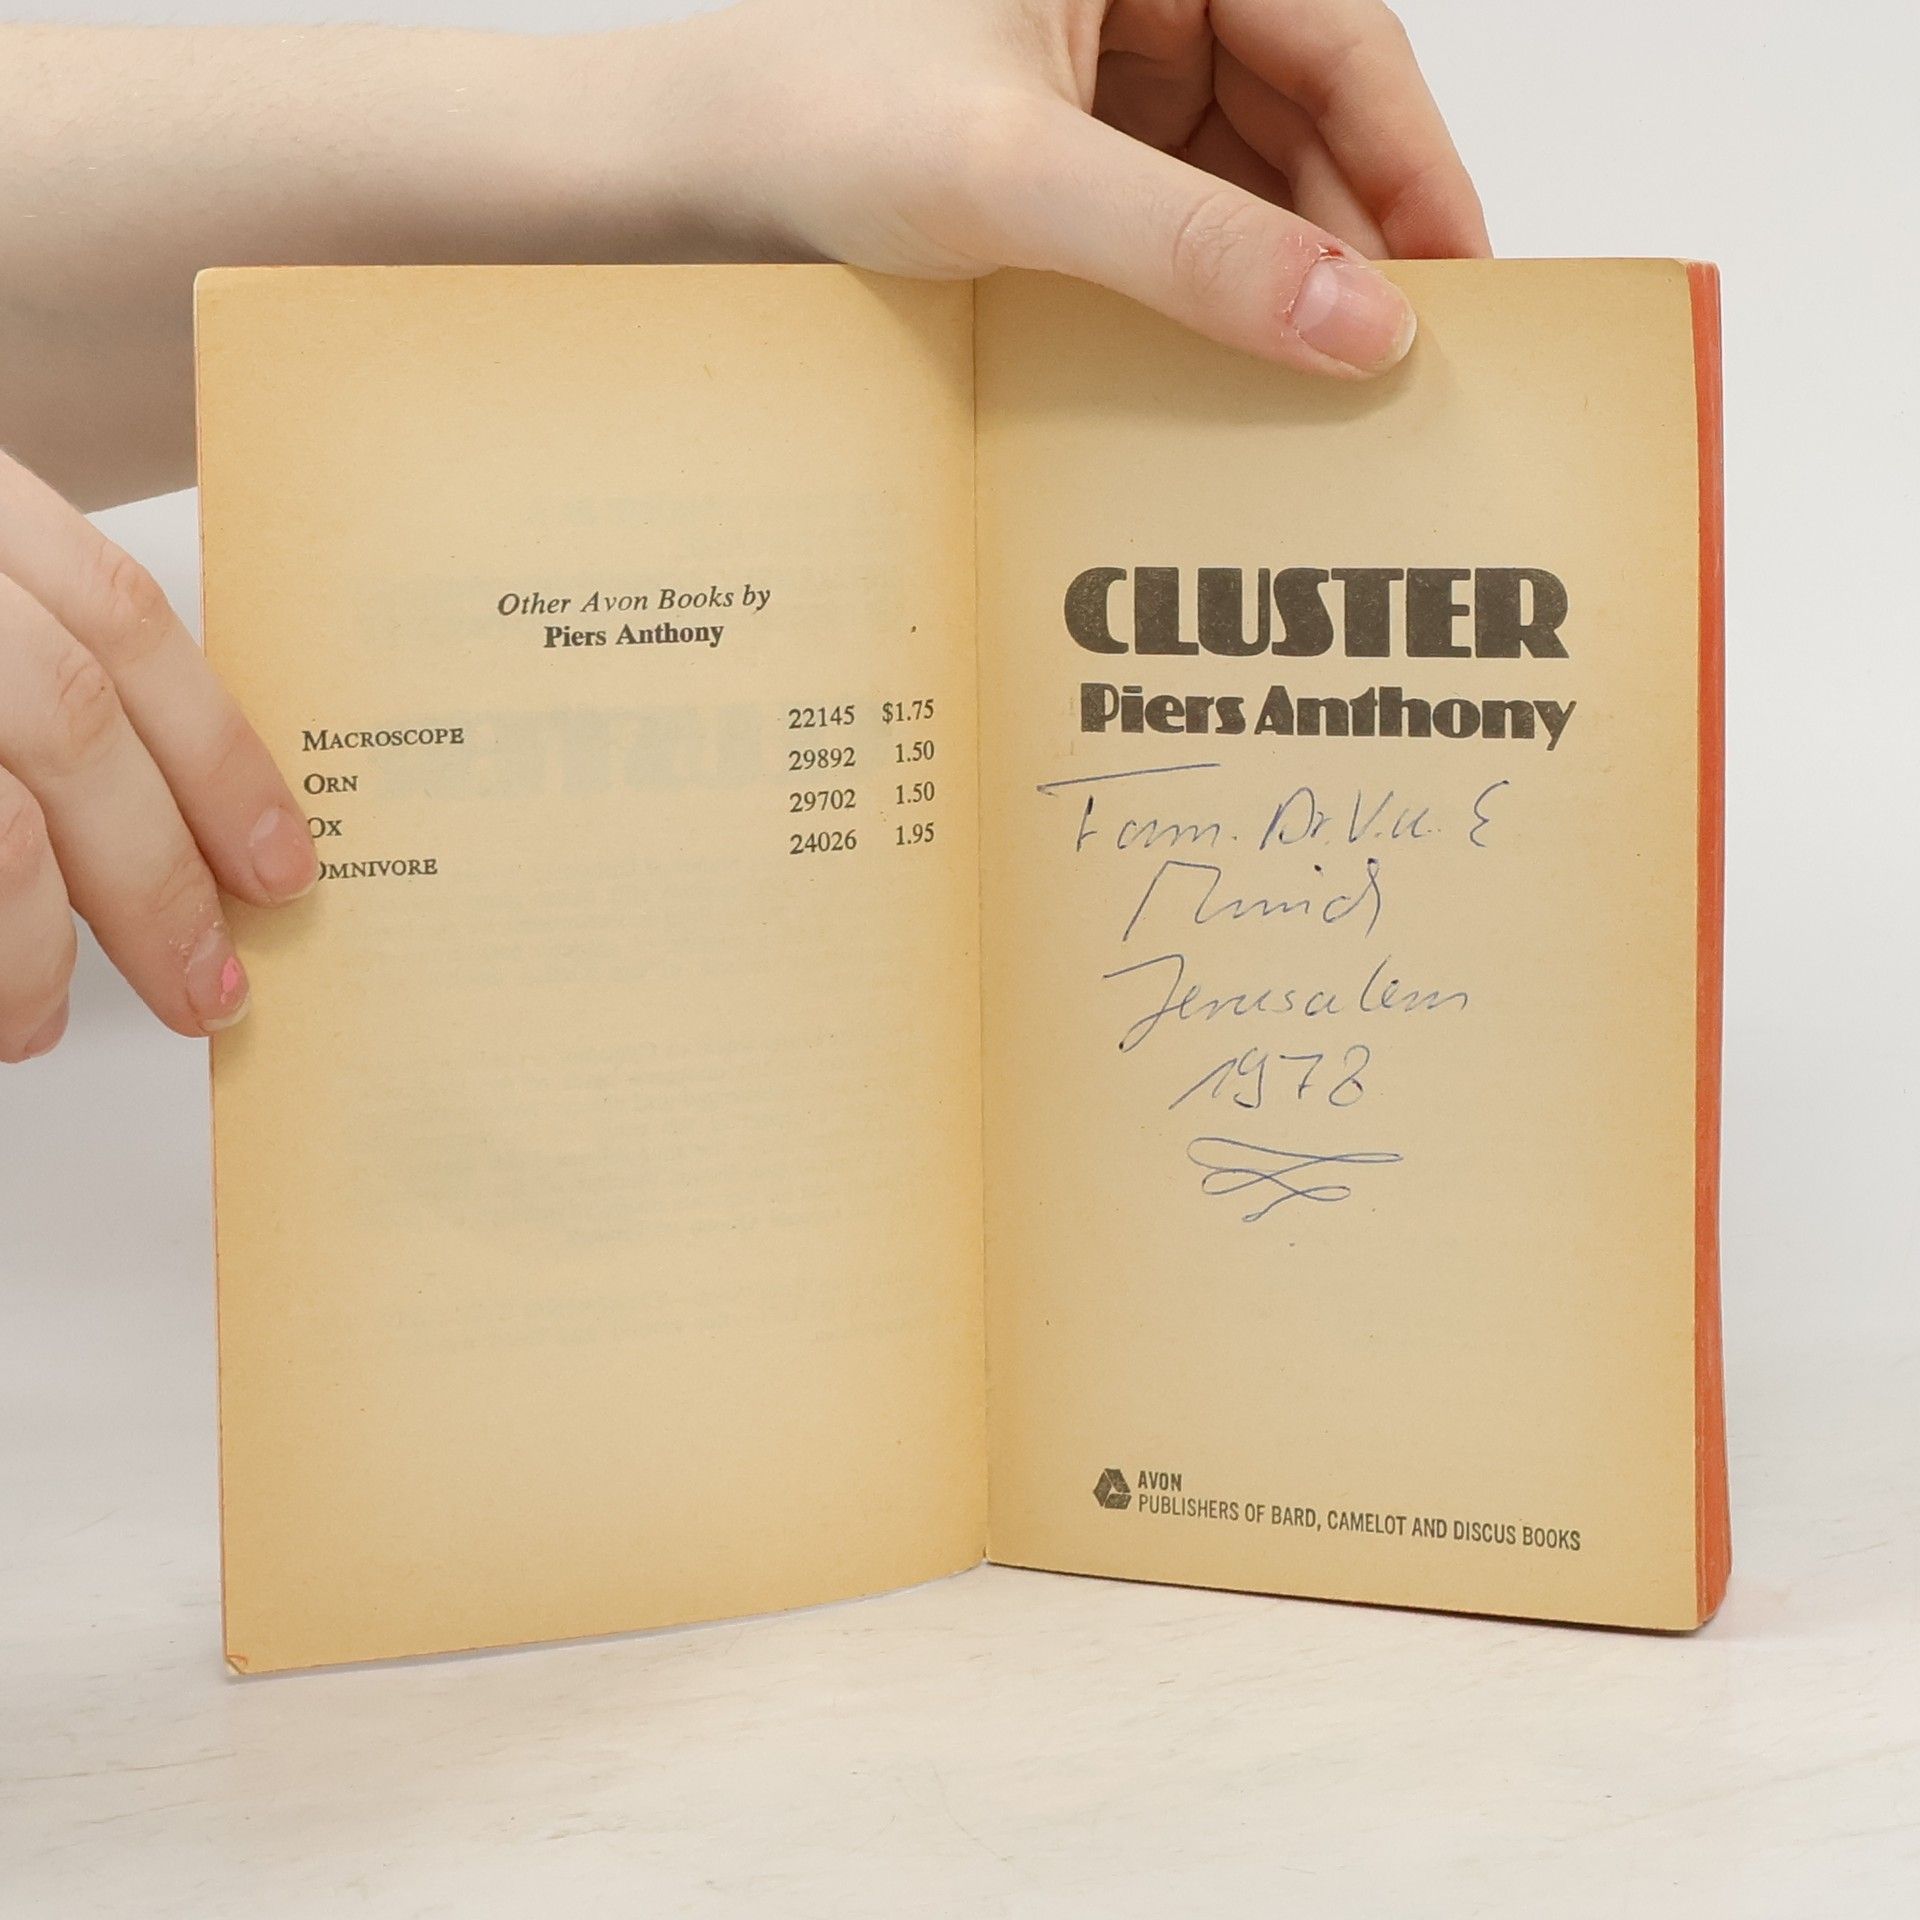 Other Avon Books by
Piers Anthony
MACROSCOPE 22145 $1.75
ORN 29892 1.50
OX 29702 1.50
OMNIVORE 24026 1.95
CLUSTER
Piers Anthony
Fam. Dr. V. u. E
Jerusalem
1978
AVON
PUBLISHERS OF BARD, CAMELOT AND DISCUS BOOKS